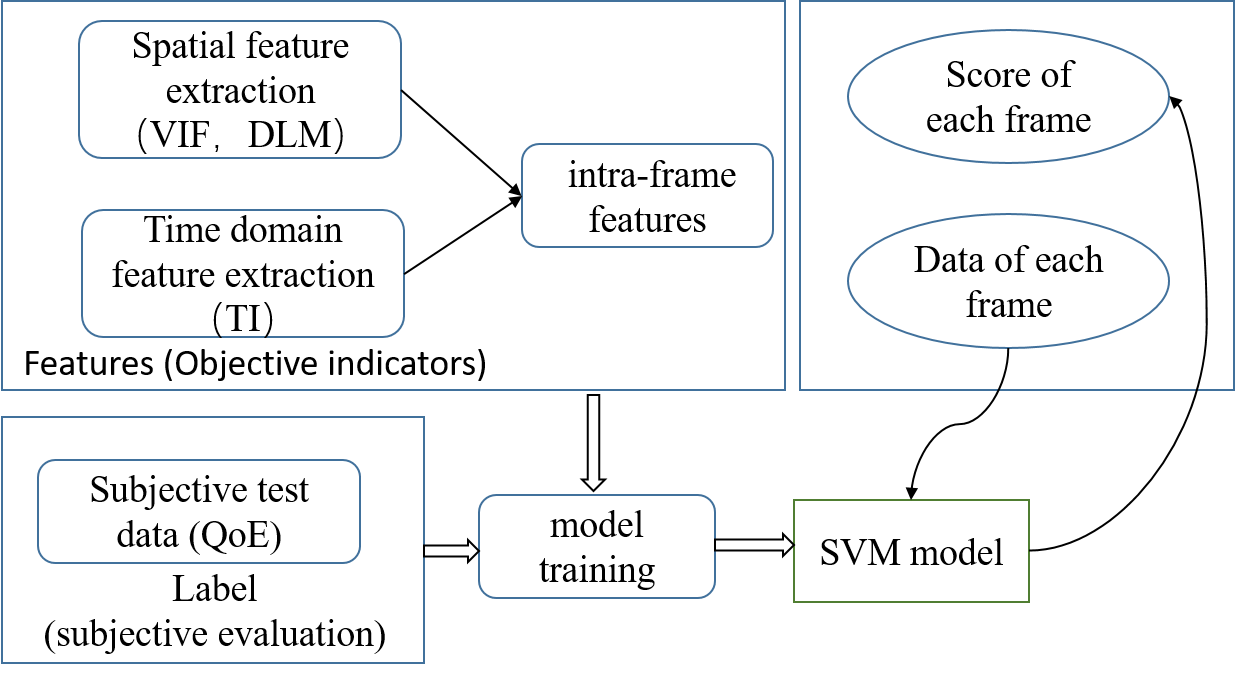 Spatial feature
extraction
（VIF，DLM）
Time domain
feature extraction
（TI）
intra-frame
features
Features (Objective indicators)
Score of
each frame
Data of each
frame
Subjective test
data (QoE)
Label
(subjective evaluation)
model
training
SVM model